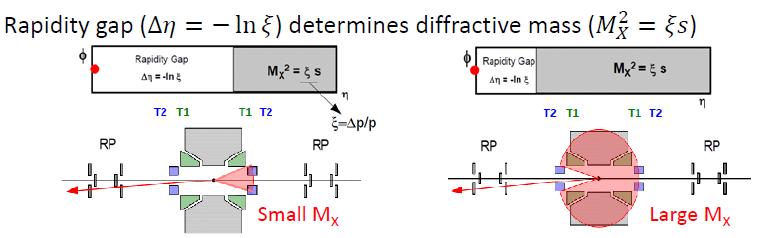 Rapidity gap (Δη = − ln ξ) determines diffractive mass (M_X^2 = ξs)
ϕ
Rapidity Gap
Δη = -ln ξ
M_X^2 = ξ s
η
ξ=Δp/p
T2 T1 T1 T2
RP RP
Small M_X
ϕ
Rapidity Gap
Δη = -ln ξ
M_X^2 = ξ s
η
T2 T1 T1 T2
RP RP
Large M_X